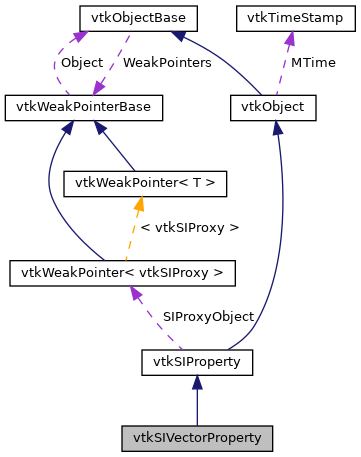 vtkObjectBase
vtkTimeStamp
Object
WeakPointers
MTime
vtkWeakPointerBase
vtkObject
vtkWeakPointer< T >
< vtkSIProxy >
vtkWeakPointer< vtkSIProxy >
SIProxyObject
vtkSIProperty
vtkSIVectorProperty